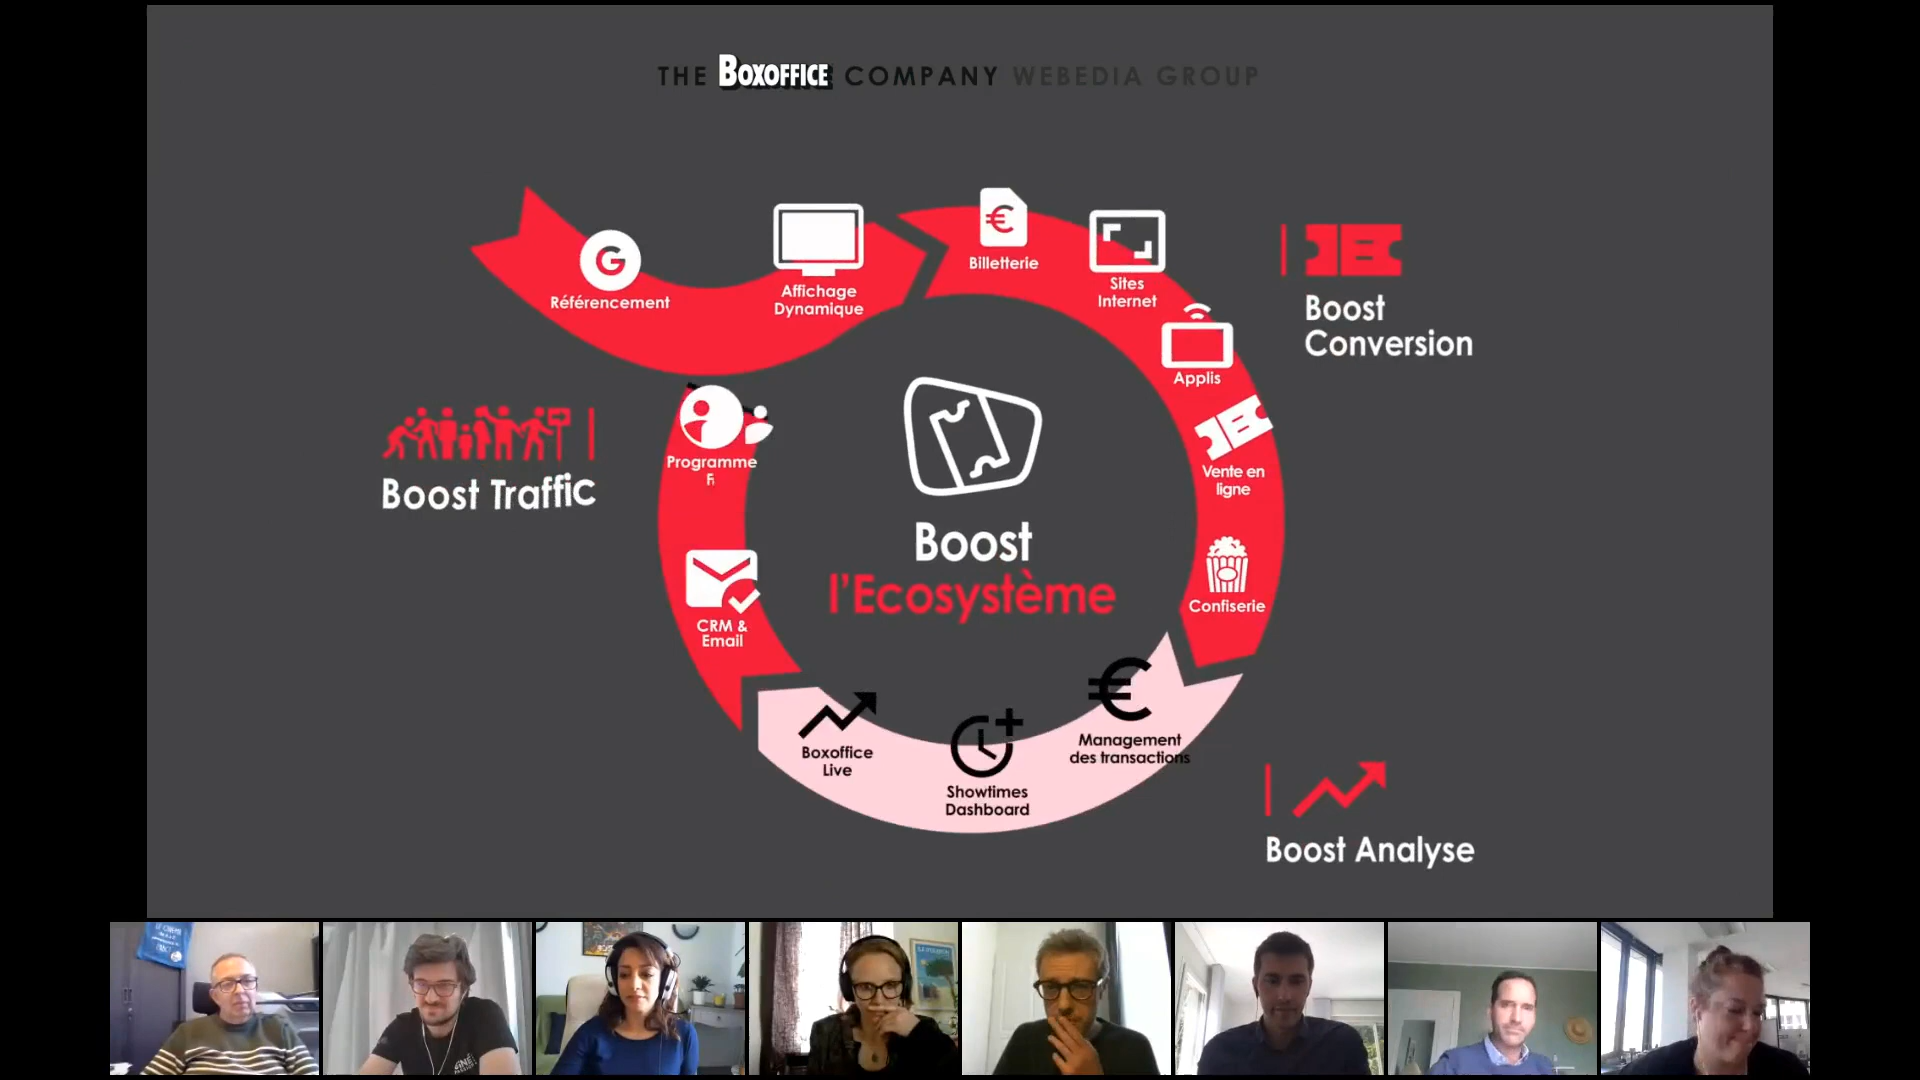 THE BOXOFFICE COMPANY WEBEDIA GROUP
Référencement
Affichage
Dynamique
Billetterie
Sites
Internet
Applis
Vente en
ligne
Confiserie
Boost
Conversion
Programme
Fi
Boost Traffic
CRM &
Email
Boost
l'Ecosystème
Boxoffice
Live
Showtimes
Dashboard
Management
des transactions
Boost Analyse